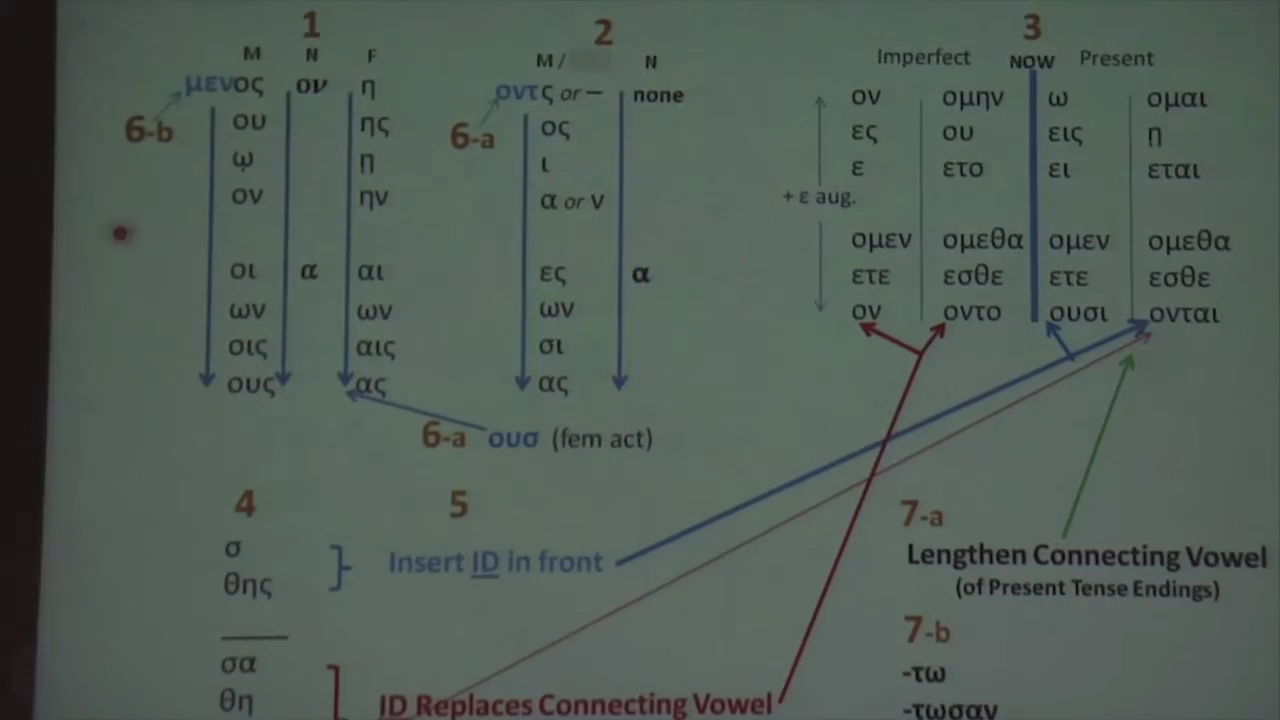 1
M N F
μενος ον η
6-b
ου ης
ῳ ῃ
ον ην
οι α αι
ων ων
οις αις
ους ας
6-a ουσ (fem act)
2
M / N
οντς or – none
6-a
ος
ι
α or ν
ες α
ων
σι
ας
3
Imperfect NOW Present
ον ομην ω ομαι
ες ου εις ῃ
ε ετο ει εται
+ ε aug.
ομεν ομεθα ομεν ομεθα
ετε εσθε ετε εσθε
ον οντο ουσι ονται
4 5
σ
θης
Insert ID in front
σα
θη
ID Replaces Connecting Vowel
7-a
Lengthen Connecting Vowel
(of Present Tense Endings)
7-b
-τω
-τωσαν